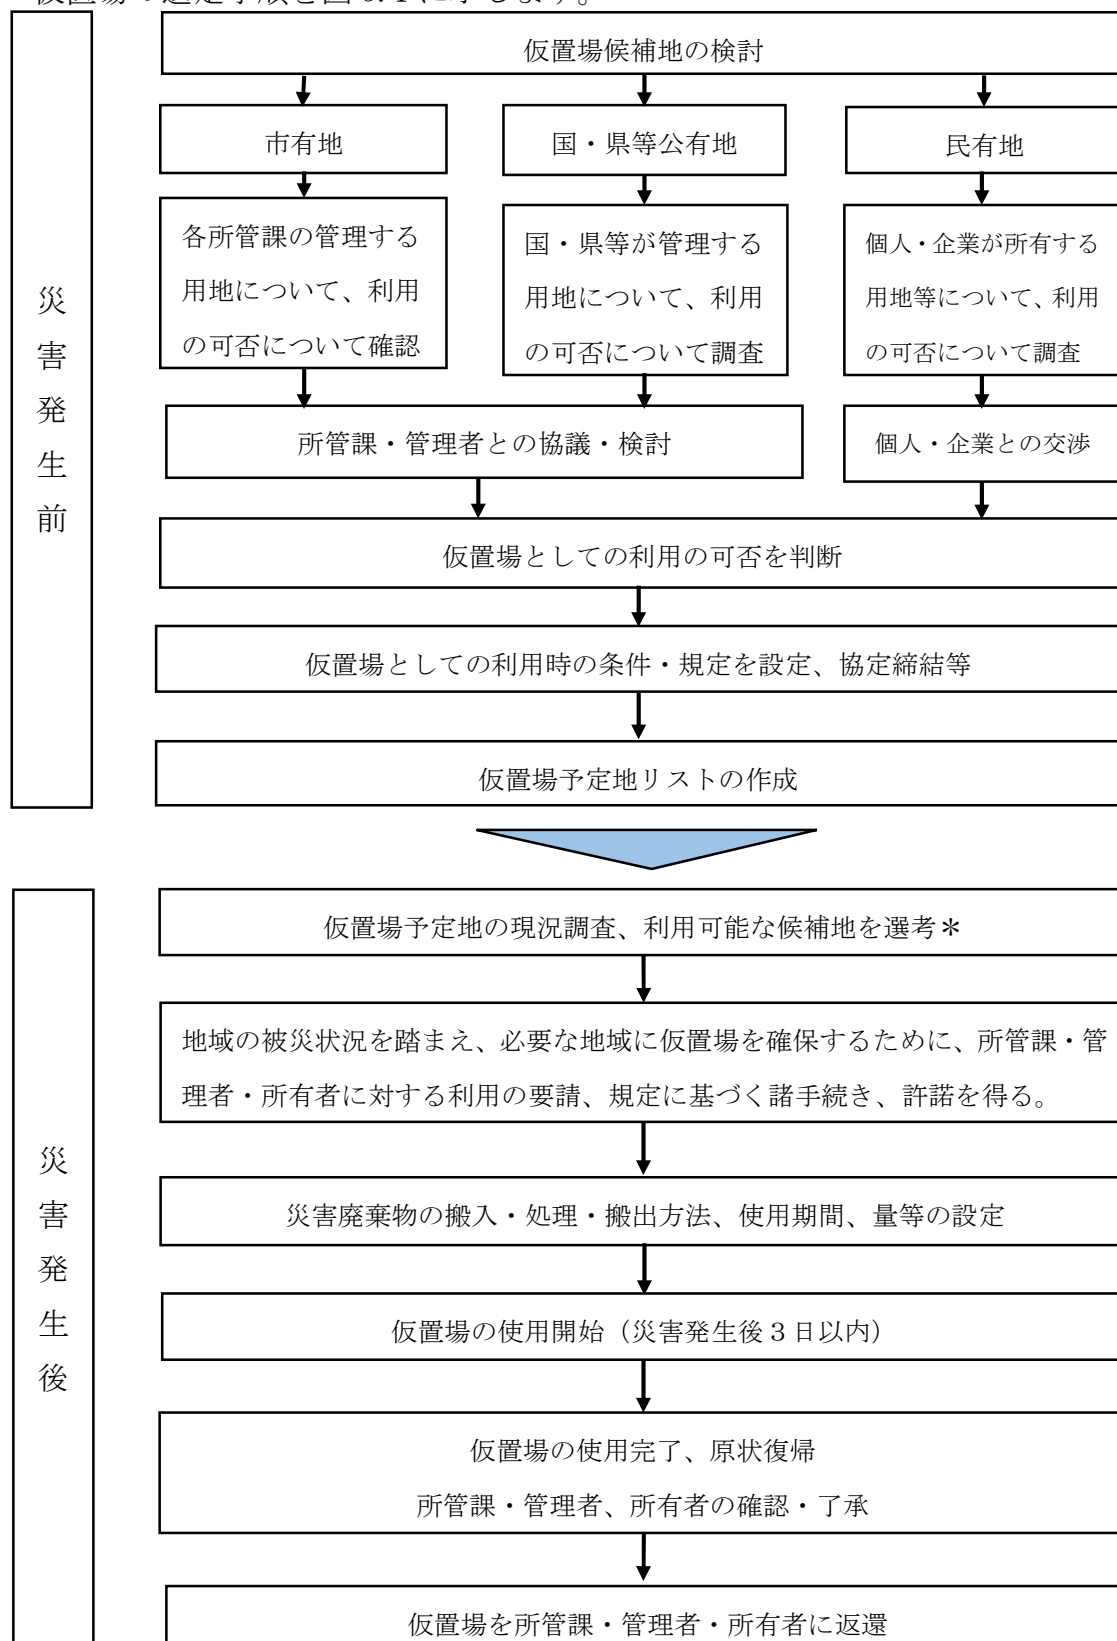 仮置場候補地の検討
市有地
国・県等公有地
民有地
各所管課の管理する
用地について、利用
の可否について確認
国・県等が管理する
用地について、利用
の可否について調査
個人・企業が所有する
用地等について、利用
の可否について調査
所管課・管理者との協議・検討
個人・企業との交渉
仮置場としての利用の可否を判断
仮置場としての利用時の条件・規定を設定、協定締結等
仮置場予定地リストの作成
災害発生前
仮置場予定地の現況調査、利用可能な候補地を選考＊
地域の被災状況を踏まえ、必要な地域に仮置場を確保するために、所管課・管
理者・所有者に対する利用の要請、規定に基づく諸手続き、許諾を得る。
災害廃棄物の搬入・処理・搬出方法、使用期間、量等の設定
仮置場の使用開始（災害発生後３日以内）
仮置場の使用完了、原状復帰
所管課・管理者、所有者の確認・了承
仮置場を所管課・管理者・所有者に返還
災害発生後